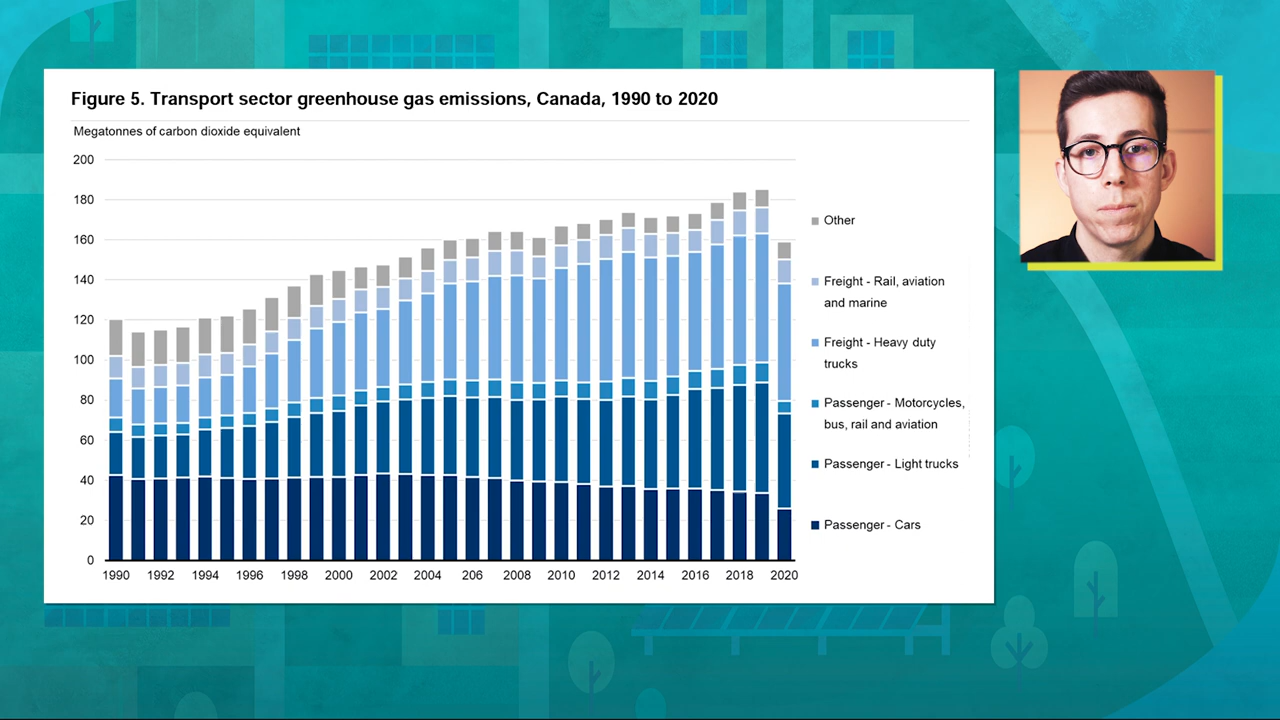 Figure 5. Transport sector greenhouse gas emissions, Canada, 1990 to 2020
Megatonnes of carbon dioxide equivalent
200
180
160
140
120
100
80
60
40
20
0
1990 1992 1994 1996 1998 2000 2002 2004 206 2008 2010 2012 2014 2016 2018 2020
Other
Freight - Rail, aviation
and marine
Freight - Heavy duty
trucks
Passenger - Motorcycles,
bus, rail and aviation
Passenger - Light trucks
Passenger - Cars